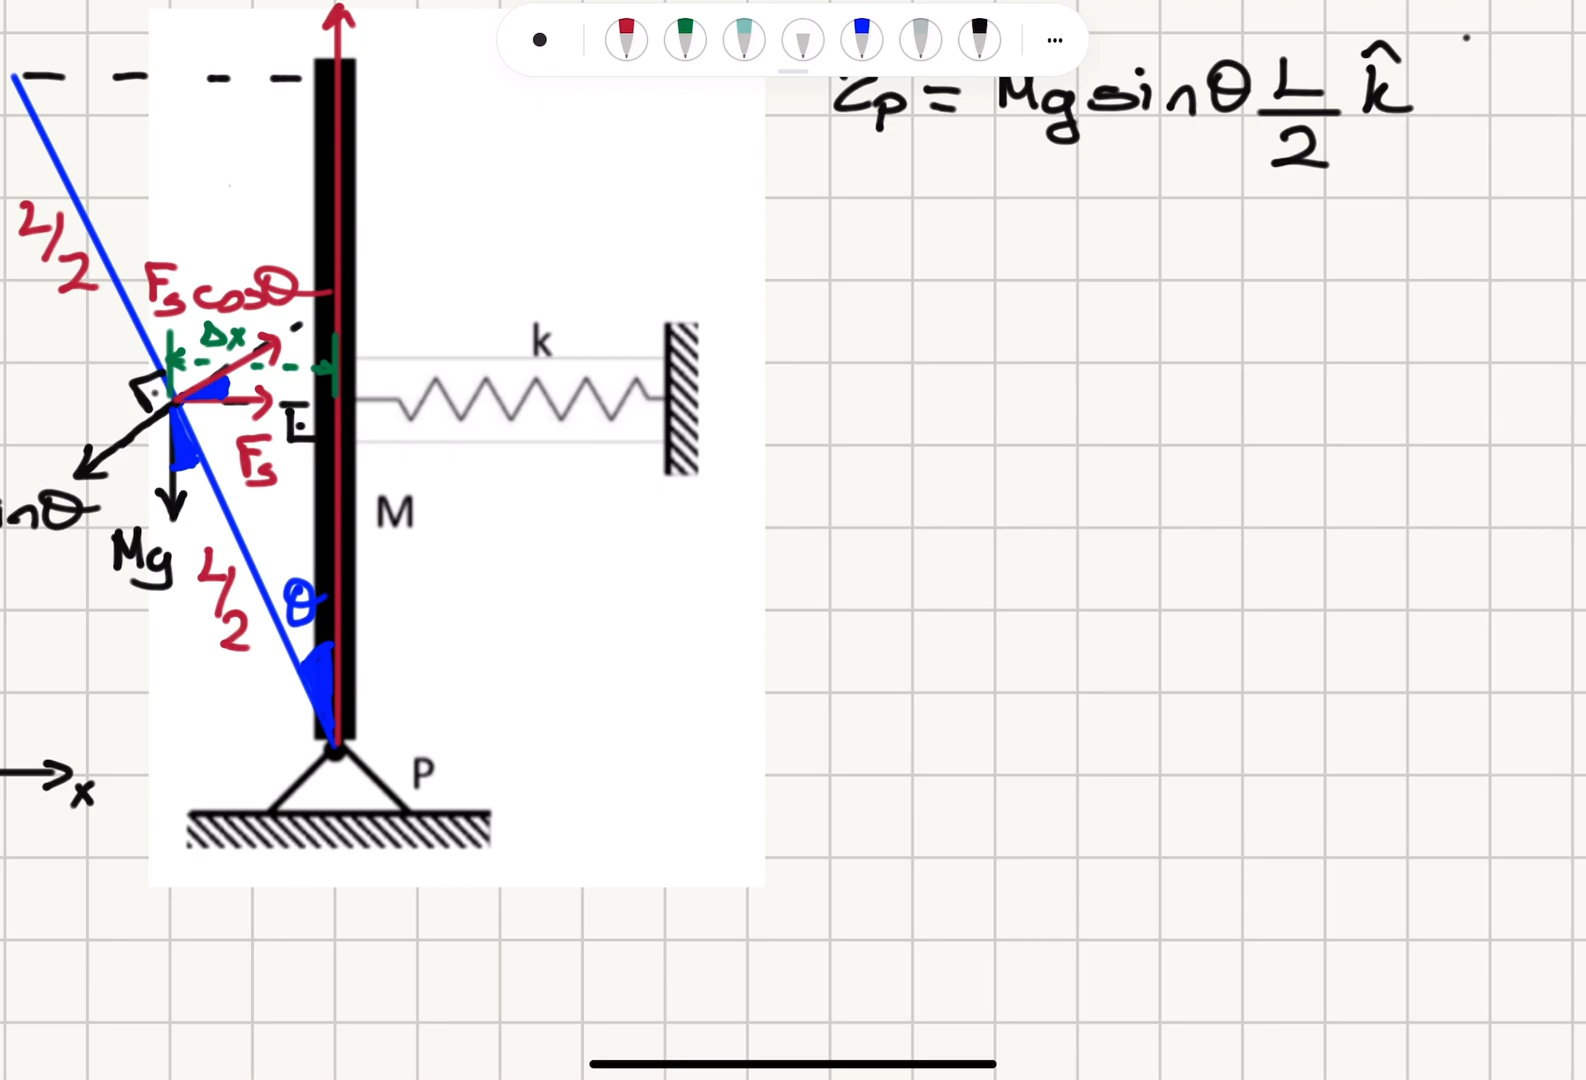 τₚ = Mg sinθ L/2 k̂
L/2
Fₛ cosθ
Δx
k
Fₛ
M
inθ
Mg
L/2
θ
P
x